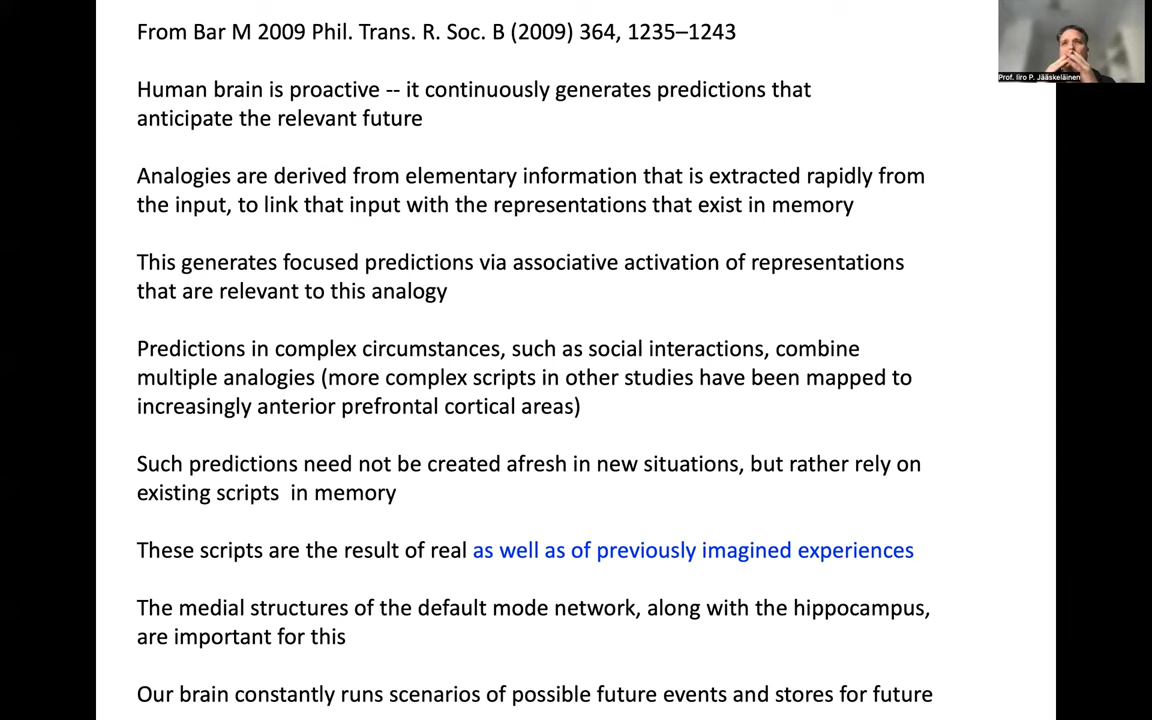 From Bar M 2009 Phil. Trans. R. Soc. B (2009) 364, 1235–1243
Prof. Iiro P. Jääskeläinen
Human brain is proactive -- it continuously generates predictions that
anticipate the relevant future
Analogies are derived from elementary information that is extracted rapidly from
the input, to link that input with the representations that exist in memory
This generates focused predictions via associative activation of representations
that are relevant to this analogy
Predictions in complex circumstances, such as social interactions, combine
multiple analogies (more complex scripts in other studies have been mapped to
increasingly anterior prefrontal cortical areas)
Such predictions need not be created afresh in new situations, but rather rely on
existing scripts  in memory
These scripts are the result of real as well as of previously imagined experiences
The medial structures of the default mode network, along with the hippocampus,
are important for this
Our brain constantly runs scenarios of possible future events and stores for future